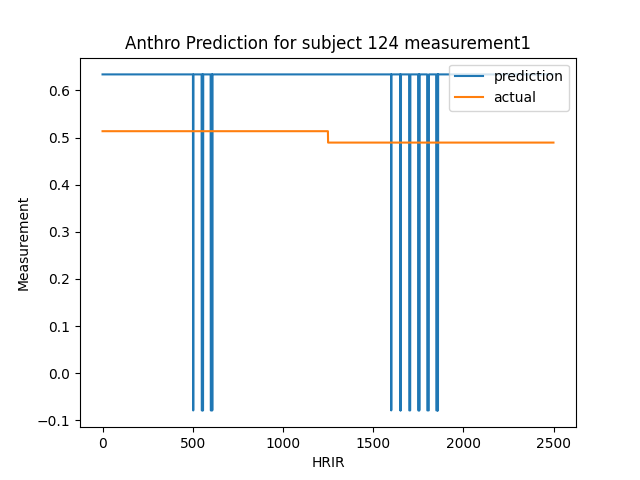 Anthro Prediction for subject 124 measurement1
prediction
actual
Measurement
0.6
0.5
0.4
0.3
0.2
0.1
0.0
−0.1
0
500
1000
1500
2000
2500
HRIR